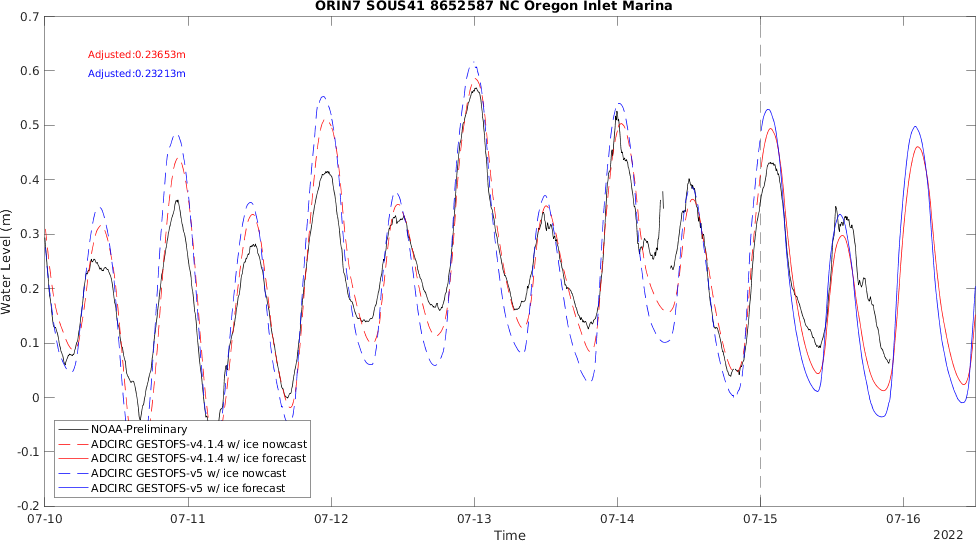 ORIN7 SOUS41 8652587 NC Oregon Inlet Marina
0.7
0.6
0.5
0.4
0.3
0.2
0.1
0
-0.1
-0.2
Water Level (m)
Adjusted:0.23653m
Adjusted:0.23213m
NOAA-Preliminary
ADCIRC GESTOFS-v4.1.4 w/ ice nowcast
ADCIRC GESTOFS-v4.1.4 w/ ice forecast
ADCIRC GESTOFS-v5 w/ ice nowcast
ADCIRC GESTOFS-v5 w/ ice forecast
07-10 07-11 07-12 07-13 07-14 07-15 07-16
Time
2022